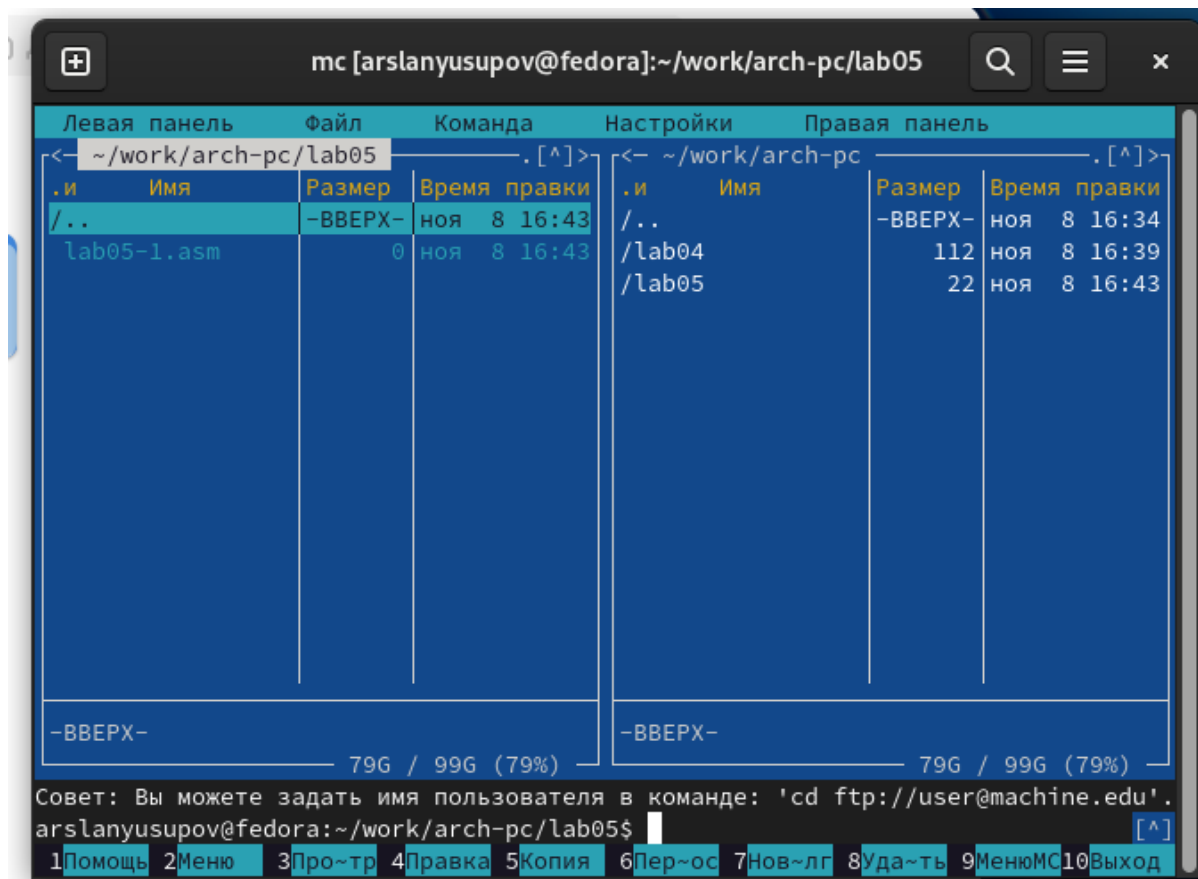 mc [arslanyusupov@fedora]:~/work/arch-pc/lab05
Левая панель Файл Команда Настройки Правая панель
<— ~/work/arch-pc/lab05 .[^]> <— ~/work/arch-pc .[^]>
.и Имя Размер Время правки .и Имя Размер Время правки
/.. -ВВЕРХ- ноя 8 16:43 /.. -ВВЕРХ- ноя 8 16:34
lab05-1.asm 0 ноя 8 16:43 /lab04 112 ноя 8 16:39
/lab05 22 ноя 8 16:43
-ВВЕРХ- -ВВЕРХ-
79G / 99G (79%) 79G / 99G (79%)
Совет: Вы можете задать имя пользователя в команде: 'cd ftp://user@machine.edu'.
arslanyusupov@fedora:~/work/arch-pc/lab05$ [^]
1Помощь 2Меню 3Про~тр 4Правка 5Копия 6Пер~ос 7Нов~лг 8Уда~ть 9МенюMC 10Выход